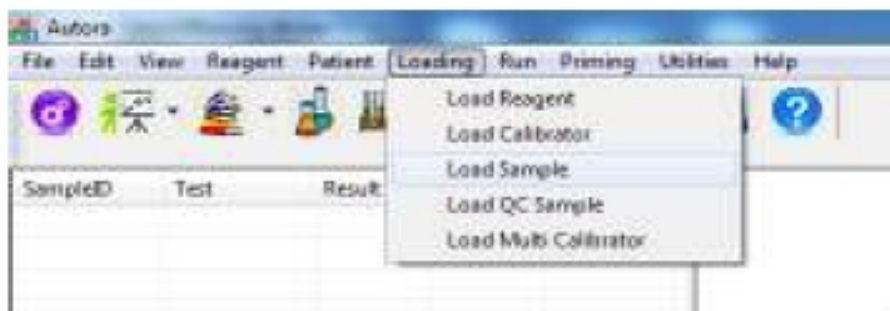 Autora
File Edit View Reagent Patient Loading Run Priming Utilities Help
Load Reagent
Load Calibrator
Load Sample
Load QC Sample
Load Multi Calibrator
SampleID Test Result